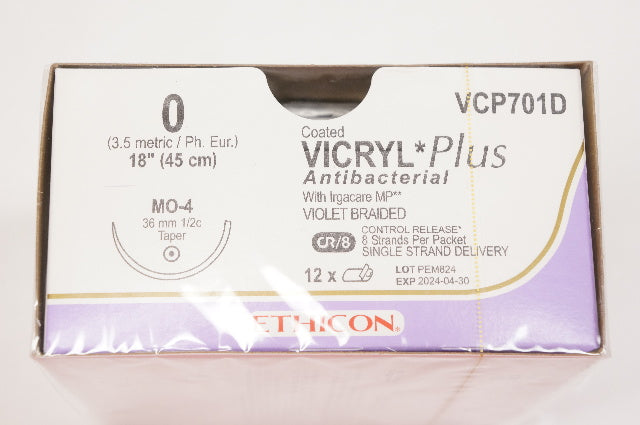 0
(3.5 metric / Ph. Eur.)
18" (45 cm)
MO-4
36 mm 1/2c
Taper
VCP701D
Coated
VICRYL* Plus
Antibacterial
With Irgacare MP**
VIOLET BRAIDED
CR/8
CONTROL RELEASE*
8 Strands Per Packet
SINGLE STRAND DELIVERY
12 x
LOT PEM624
EXP 2024-04-30
ETHICON